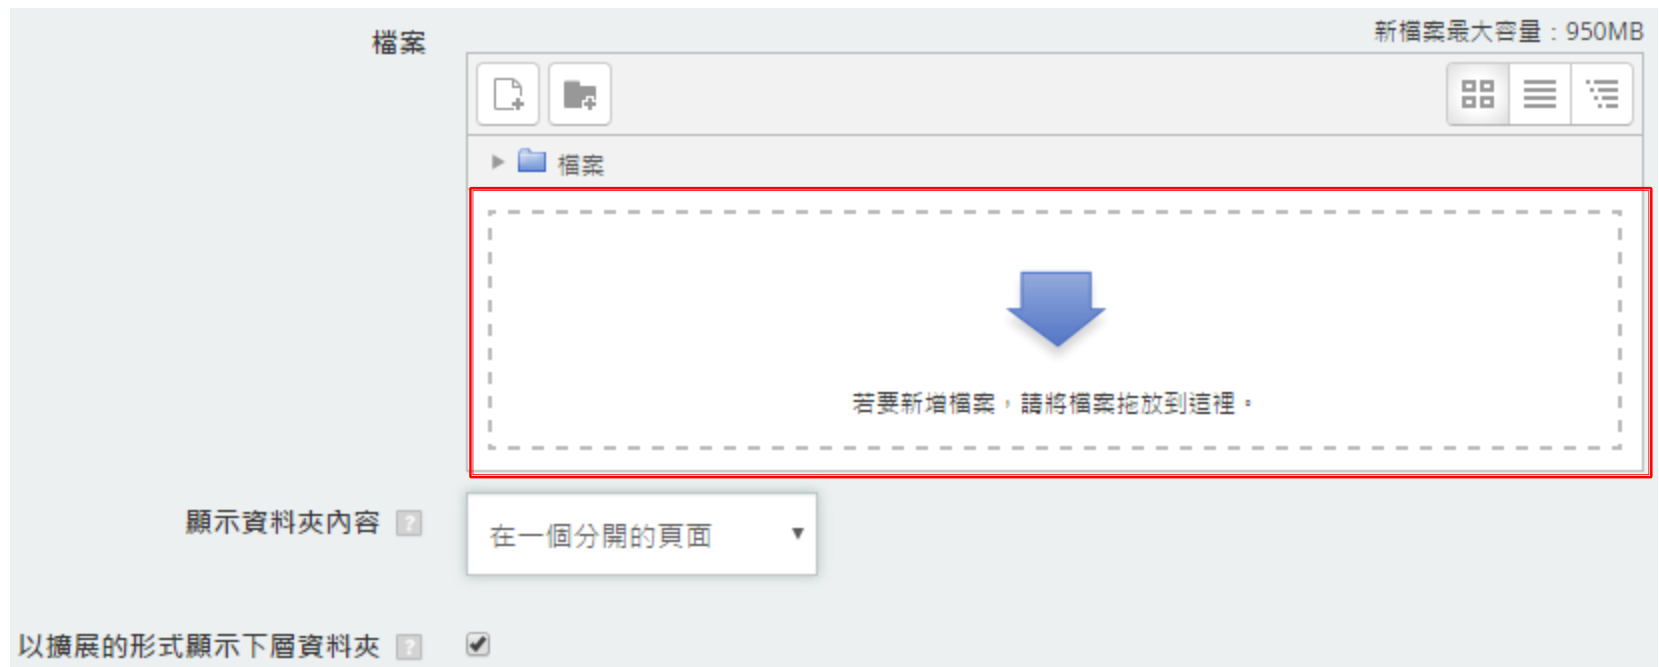 檔案
新檔案最大容量：950MB
檔案
若要新增檔案，請將檔案拖放到這裡。
顯示資料夾內容 ?
在一個分開的頁面
以擴展的形式顯示下層資料夾 ?